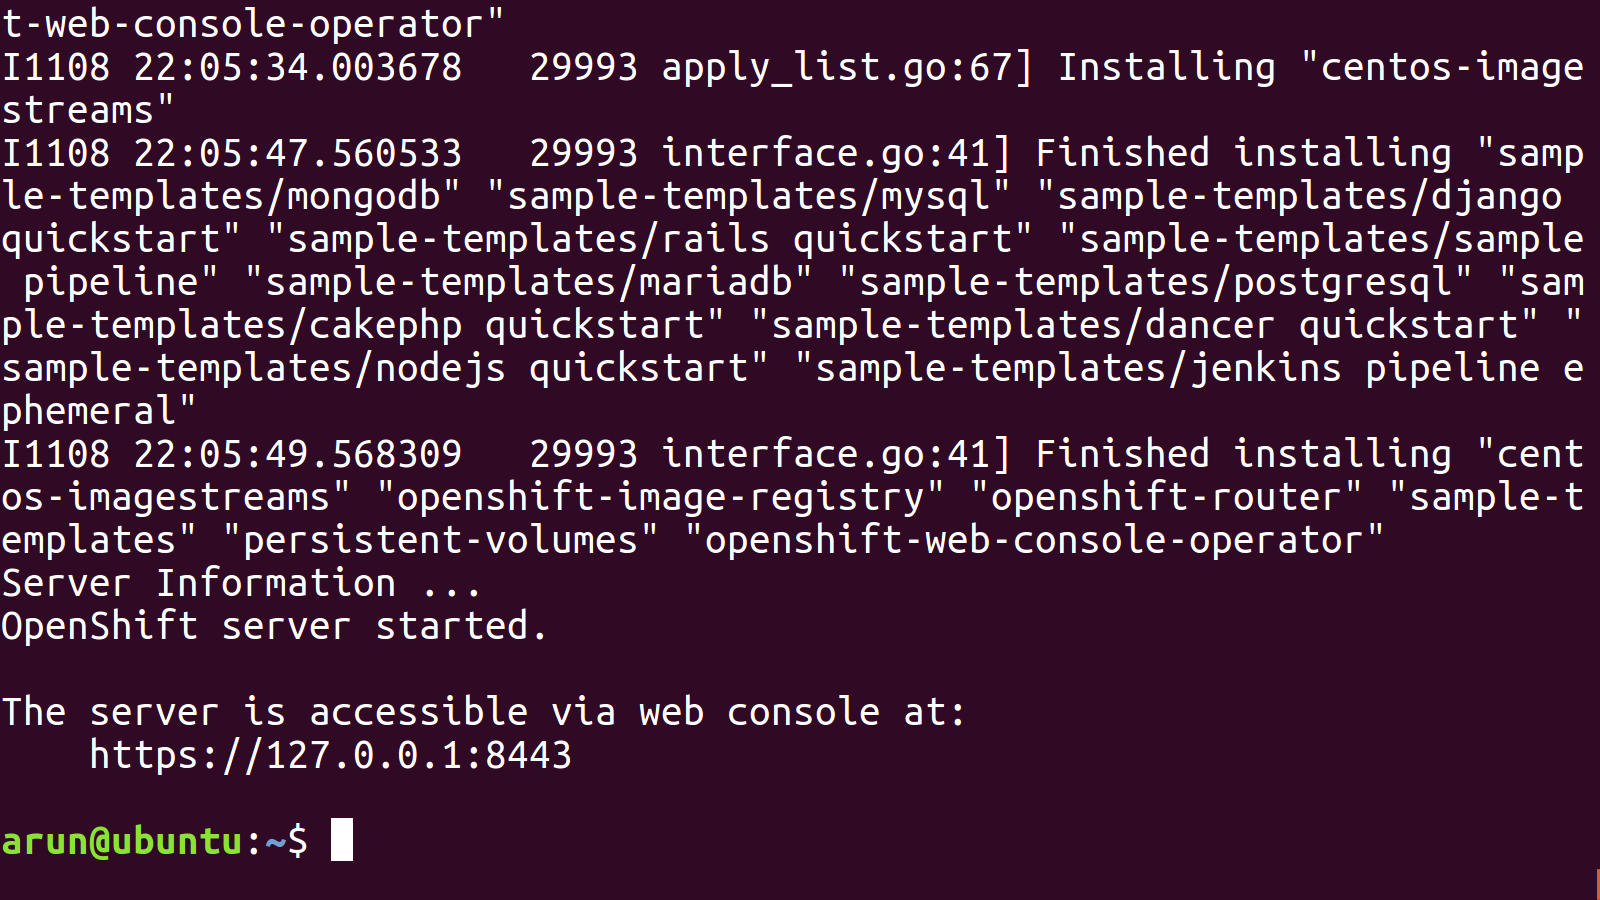 t-web-console-operator"
I1108 22:05:34.003678   29993 apply_list.go:67] Installing "centos-image
streams"
I1108 22:05:47.560533   29993 interface.go:41] Finished installing "samp
le-templates/mongodb" "sample-templates/mysql" "sample-templates/django 
quickstart" "sample-templates/rails quickstart" "sample-templates/sample
 pipeline" "sample-templates/mariadb" "sample-templates/postgresql" "sam
ple-templates/cakephp quickstart" "sample-templates/dancer quickstart" "
sample-templates/nodejs quickstart" "sample-templates/jenkins pipeline e
phemeral"
I1108 22:05:49.568309   29993 interface.go:41] Finished installing "cent
os-imagestreams" "openshift-image-registry" "openshift-router" "sample-t
emplates" "persistent-volumes" "openshift-web-console-operator"
Server Information ...
OpenShift server started.

The server is accessible via web console at:
    https://127.0.0.1:8443

arun@ubuntu:~$